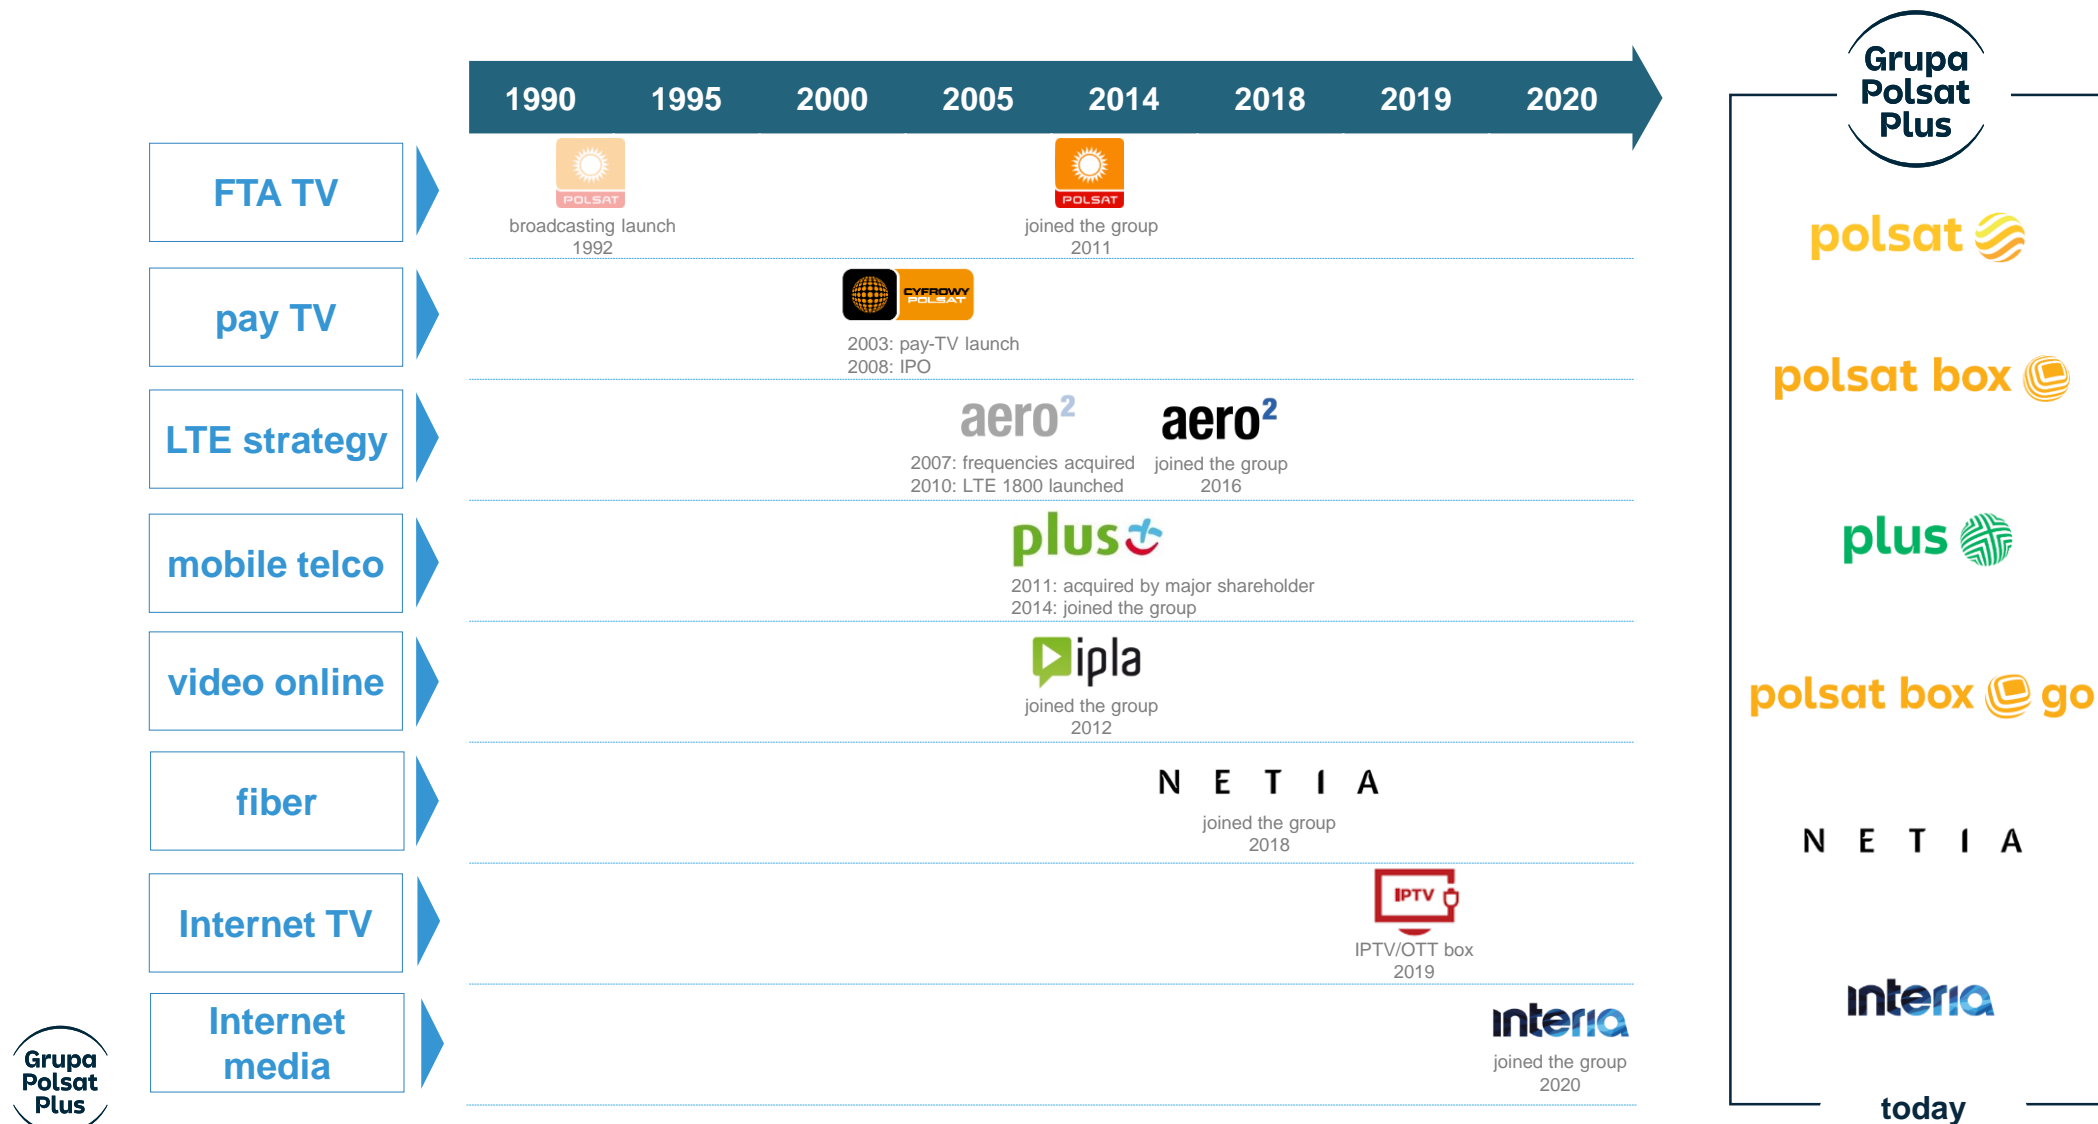 1990 1995 2000 2005 2014 2018 2019 2020
FTA TV
POLSAT
broadcasting launch
1992
POLSAT
joined the group
2011
pay TV
CYFROWY
POLSAT
2003: pay-TV launch
2008: IPO
LTE strategy
aero2
2007: frequencies acquired
2010: LTE 1800 launched
aero2
joined the group
2016
mobile telco
plus
2011: acquired by major shareholder
2014: joined the group
video online
ipla
joined the group
2012
fiber
NETIA
joined the group
2018
Internet TV
IPTV
IPTV/OTT box
2019
Internet
media
interia
joined the group
2020
Grupa
Polsat
Plus
polsat
polsat box
plus
polsat box go
NETIA
interia
today
Grupa
Polsat
Plus